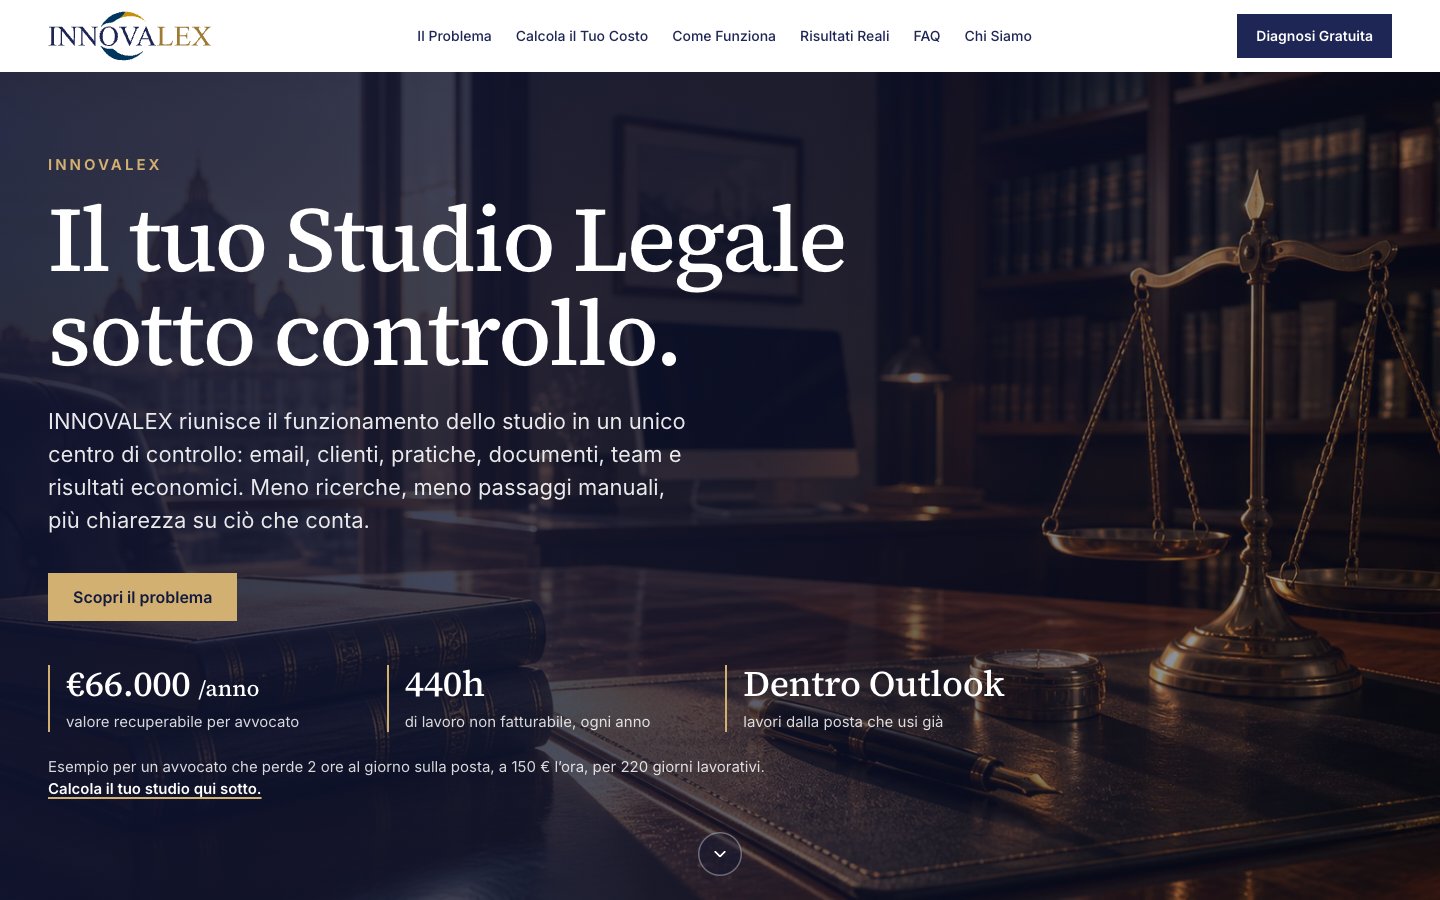 INNOVALEX
Il Problema
Calcola il Tuo Costo
Come Funziona
Risultati Reali
FAQ
Chi Siamo
Diagnosi Gratuita
INNOVALEX
Il tuo Studio Legale
sotto controllo.
INNOVALEX riunisce il funzionamento dello studio in un unico
centro di controllo: email, clienti, pratiche, documenti, team e
risultati economici. Meno ricerche, meno passaggi manuali,
più chiarezza su ciò che conta.
Scopri il problema
€66.000 /anno
valore recuperabile per avvocato
440h
di lavoro non fatturabile, ogni anno
Dentro Outlook
lavori dalla posta che usi già
Esempio per un avvocato che perde 2 ore al giorno sulla posta, a 150 € l’ora, per 220 giorni lavorativi.
Calcola il tuo studio qui sotto.